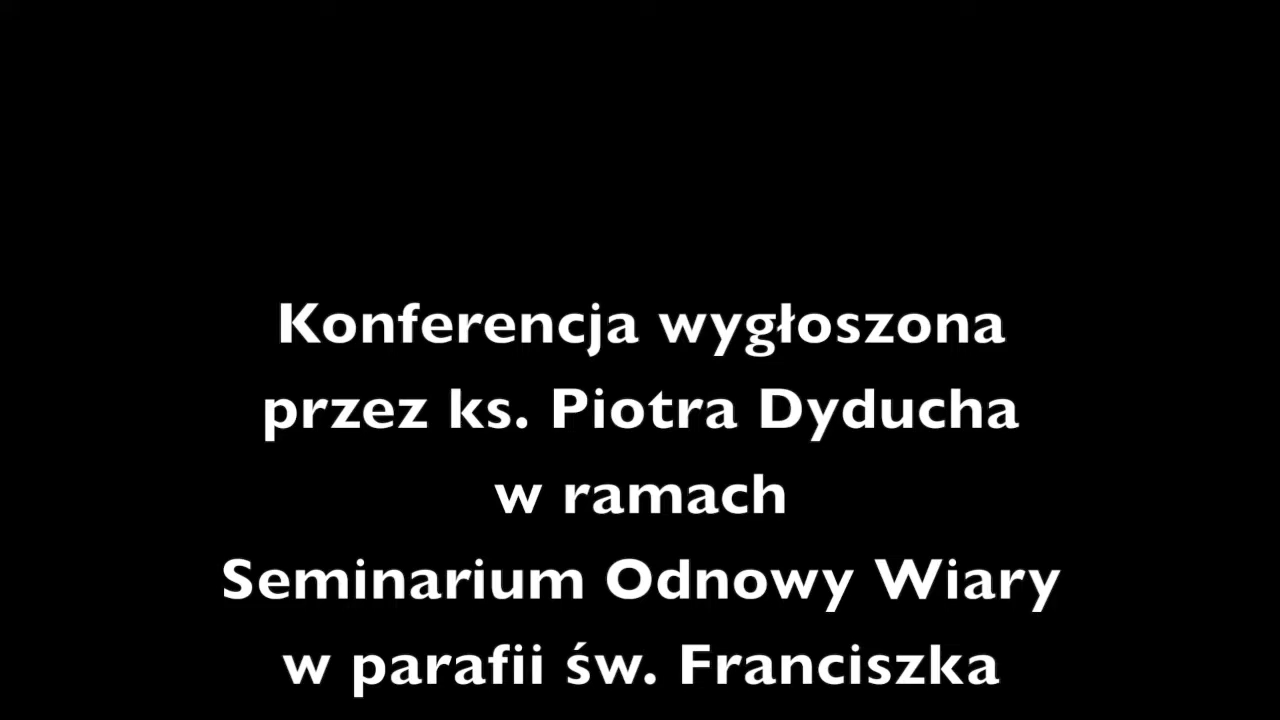 Konferencja wygłoszona
przez ks. Piotra Dyducha
w ramach
Seminarium Odnowy Wiary
w parafii św. Franciszka